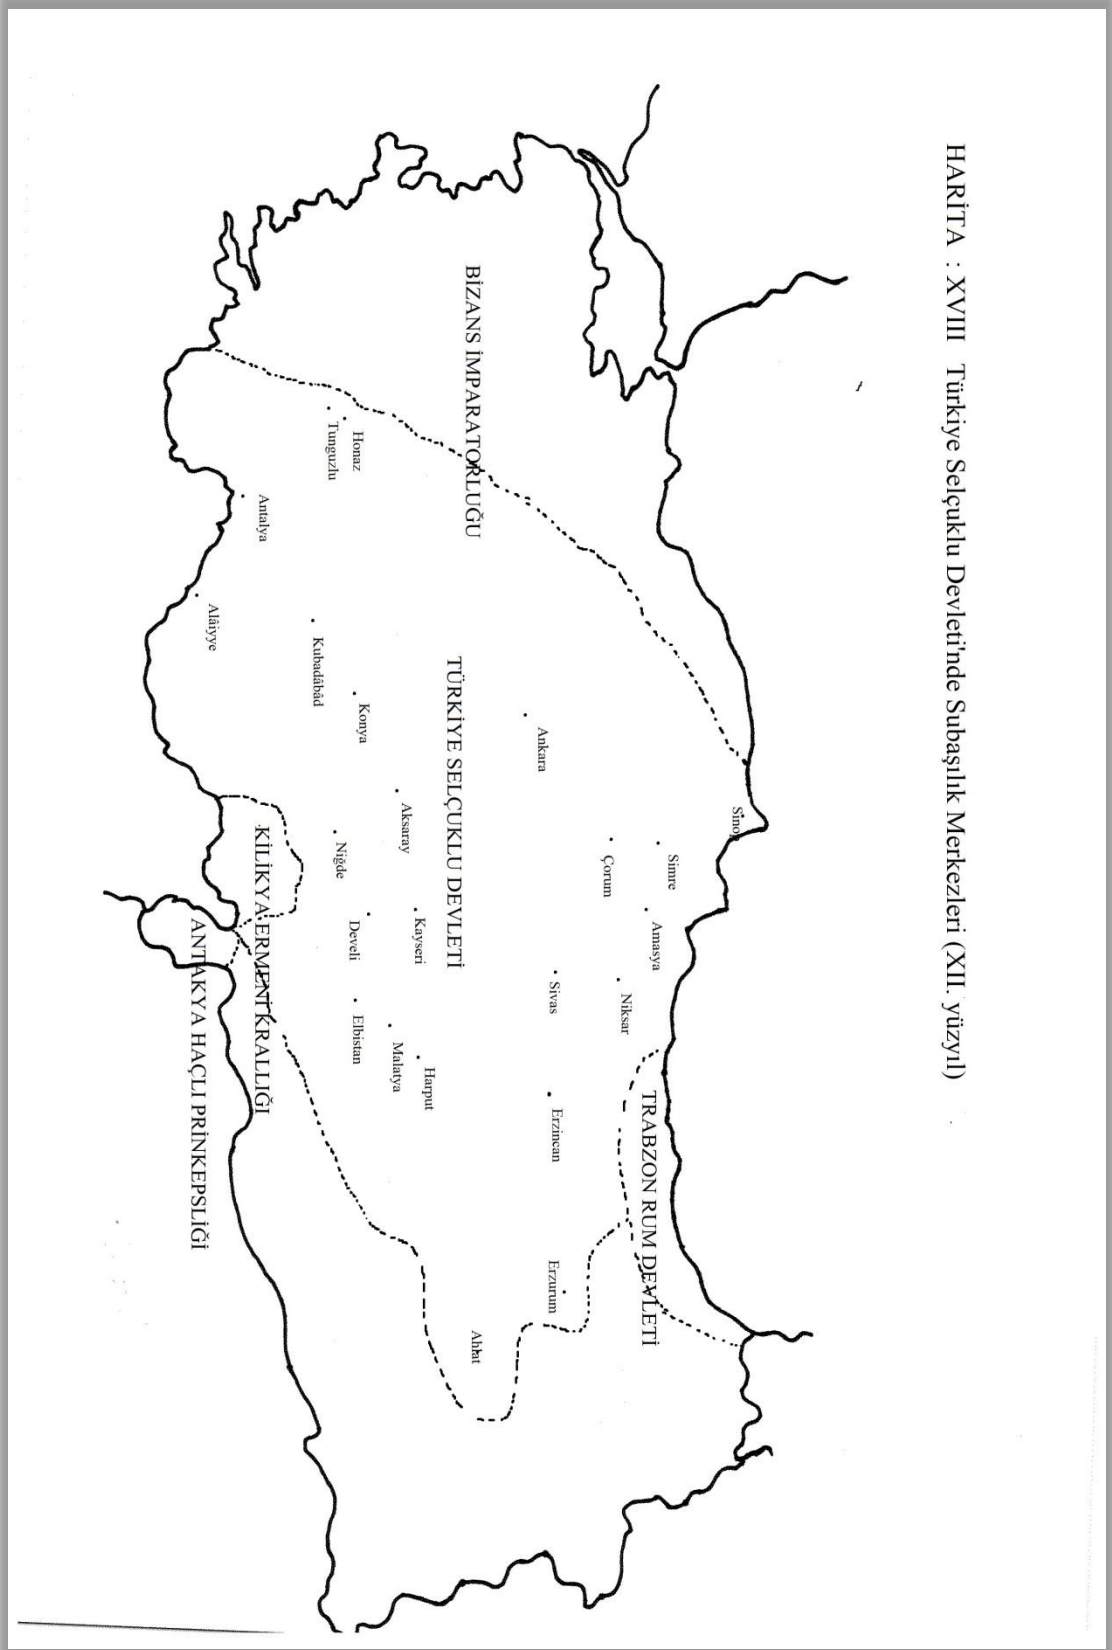 HARİTA : XVIII Türkiye Selçuklu Devleti'nde Subaşılık Merkezleri (XII. yüzyıl)
Sinop
Simre
Amasya
Çorum
Niksar
TRABZON RUM DEVLETİ
Ankara
Sivas
Erzincan
Erzurum
BİZANS İMPARATORLUĞU
TÜRKİYE SELÇUKLU DEVLETİ
Ahlat
Kayseri
Harput
Aksaray
Malatya
Honaz
Konya
Develi
Elbistan
Tunguzlu
Niğde
Kubadâbâd
Antalya
KİLİKYA ERMENİ KRALLIĞI
Alâiyye
ANTAKYA HAÇLI PRİNKEPSLİĞİ